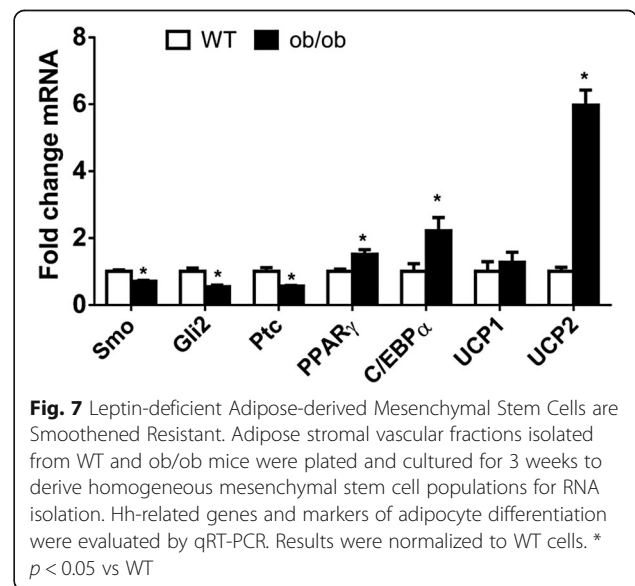 8
6
4
2
0
Fold change mRNA
WT
ob/ob
*
*
*
*
*
*
Smo
Gli2
Ptc
PPARγ
C/EBPα
UCP1
UCP2
Fig. 7 Leptin-deficient Adipose-derived Mesenchymal Stem Cells are
Smoothened Resistant. Adipose stromal vascular fractions isolated
from WT and ob/ob mice were plated and cultured for 3 weeks to
derive homogeneous mesenchymal stem cell populations for RNA
isolation. Hh-related genes and markers of adipocyte differentiation
were evaluated by qRT-PCR. Results were normalized to WT cells. *
p < 0.05 vs WT